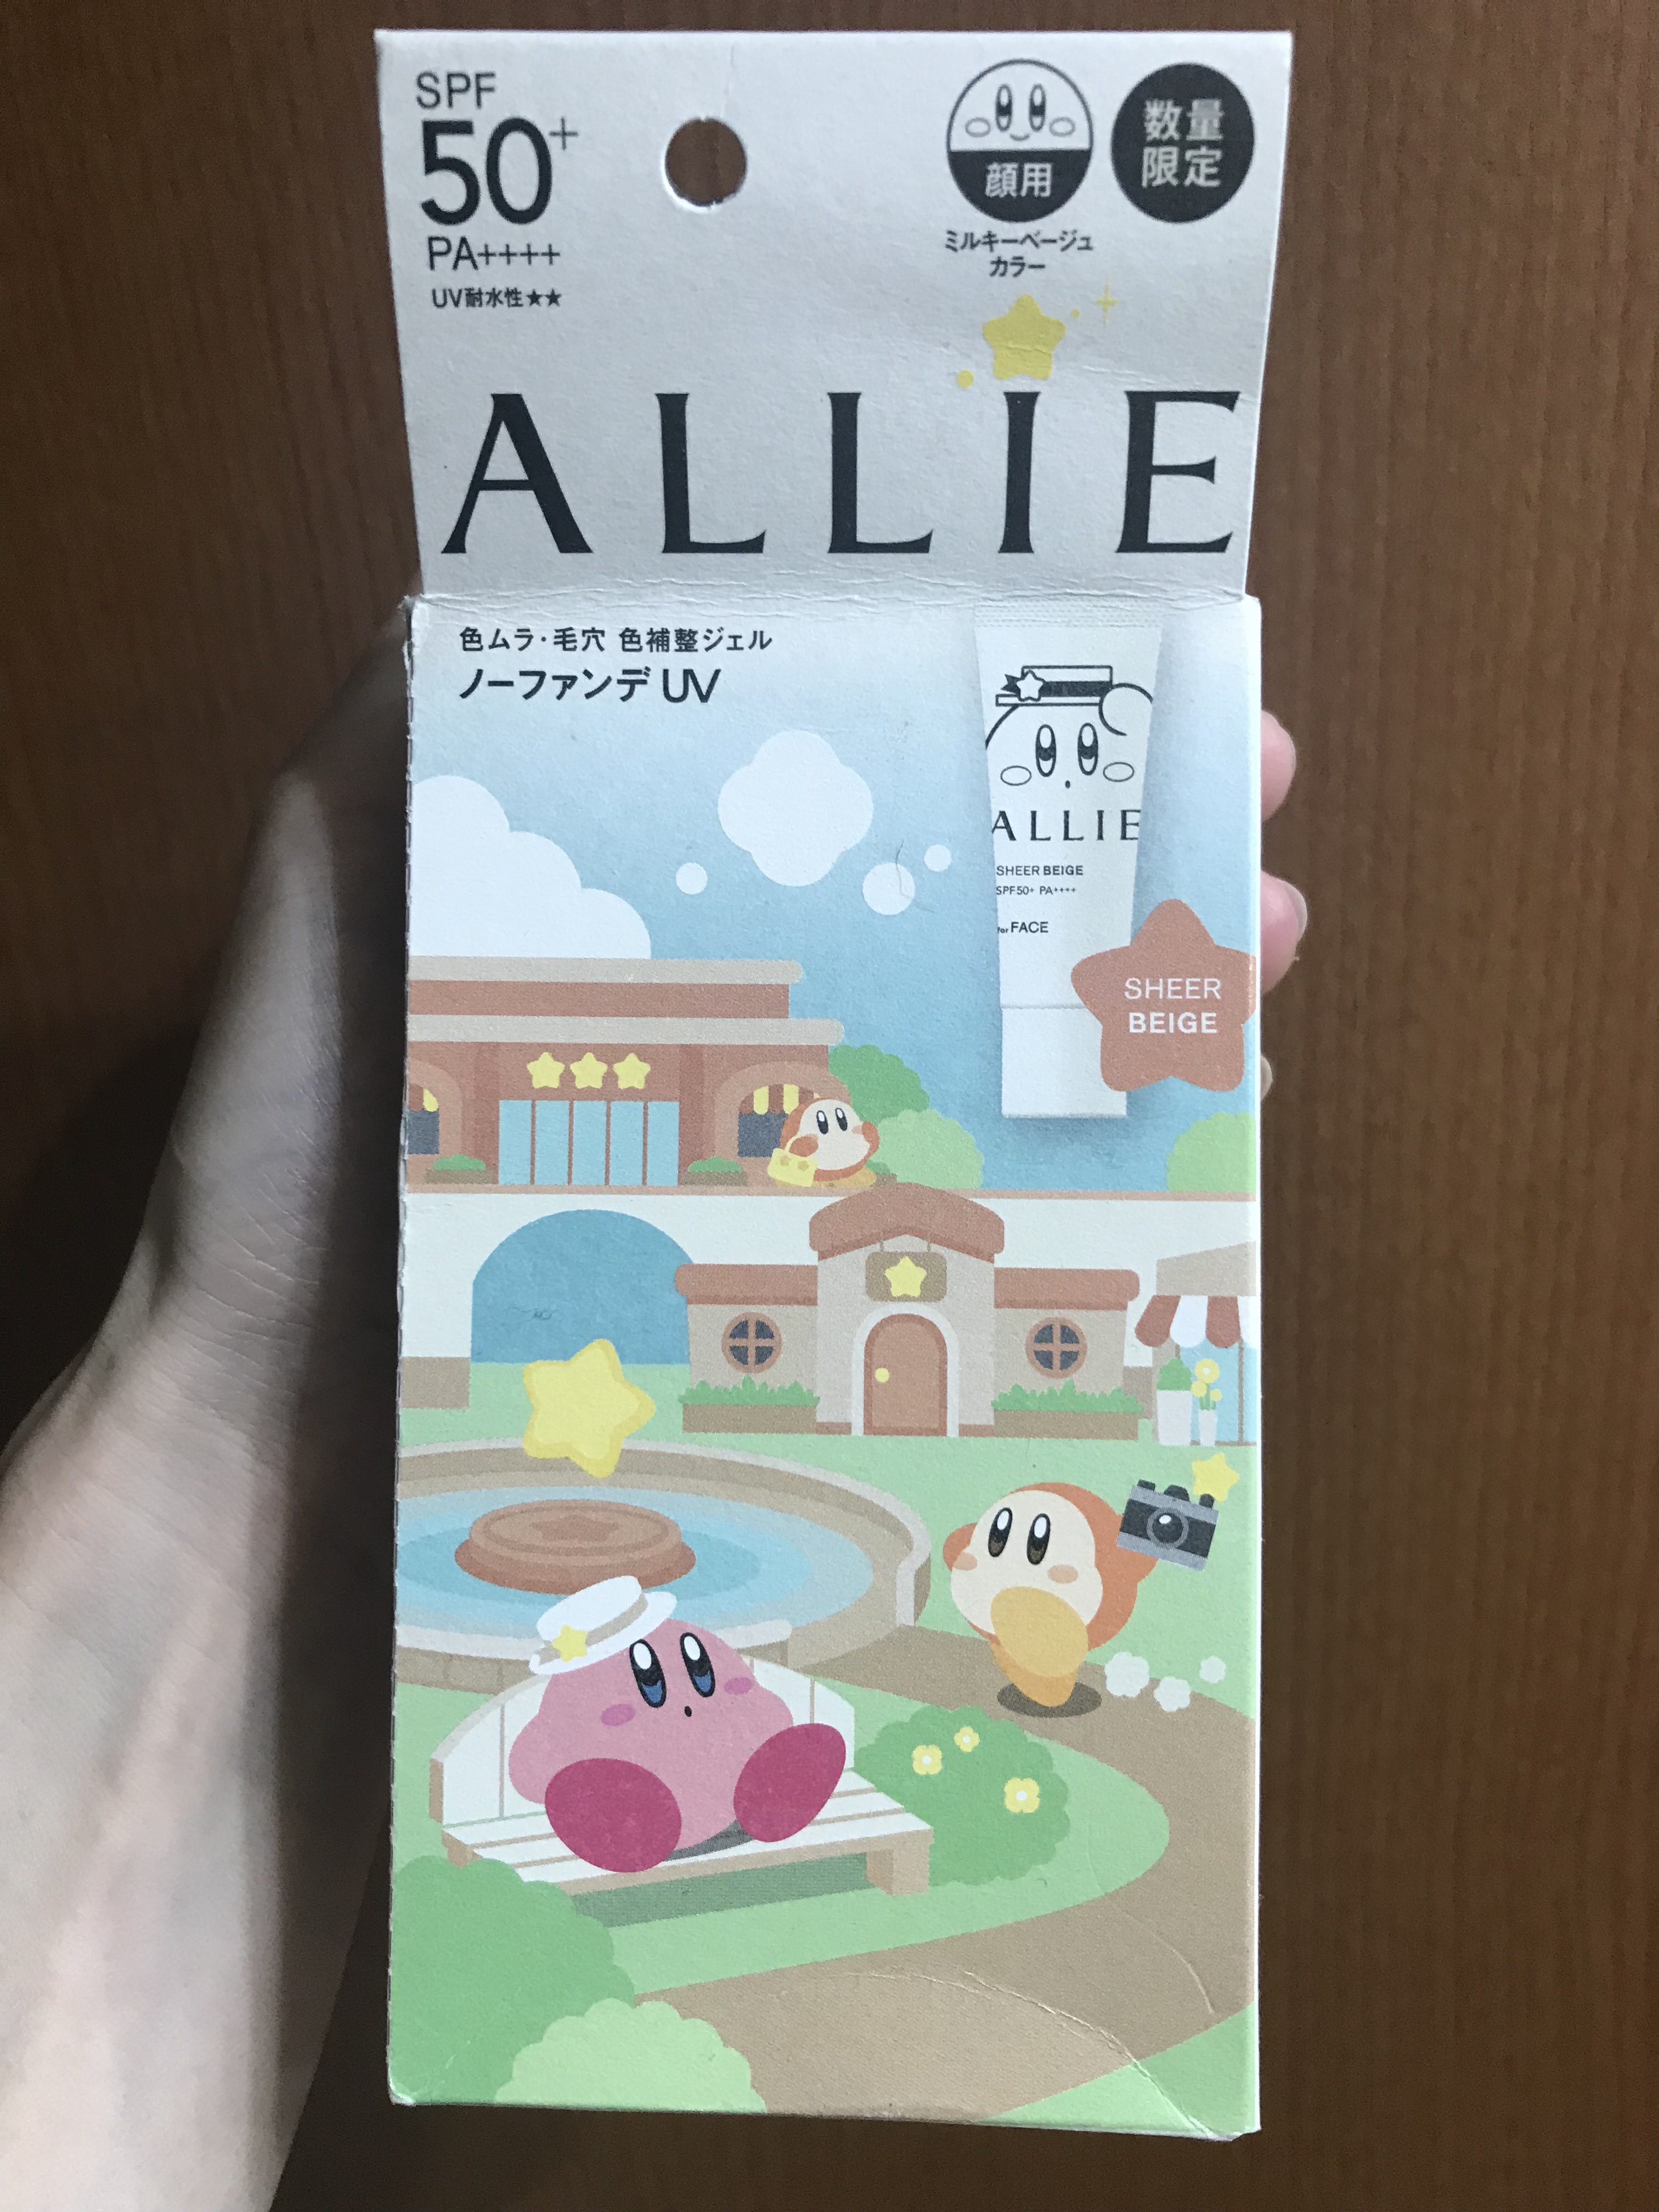 SPF
50+
PA++++
UV耐水性★★
顔用
ミルキーベージュ
カラー
数量
限定
ALLIE
色ムラ・毛穴 色補整ジェル
ノーファンデ UV
ALLIE
SHEER BEIGE
SPF50+ PA++++
for FACE
SHEER
BEIGE